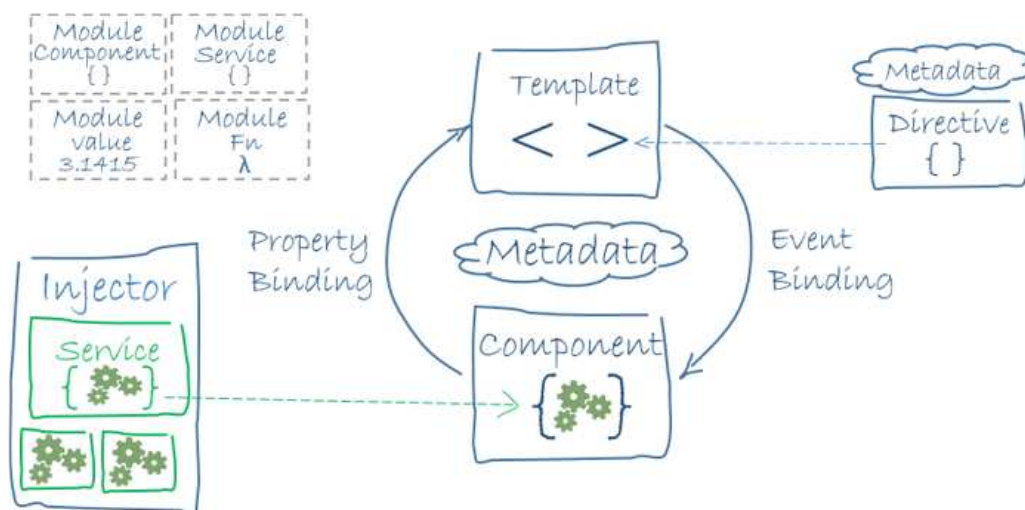 Module
Component
{ }
Module
Service
{ }
Module
value
3.1415
Module
Fn
λ
Template
< >
Metadata
Directive
{ }
Property
Binding
Metadata
Event
Binding
Injector
Service
{ }
Component
{ }